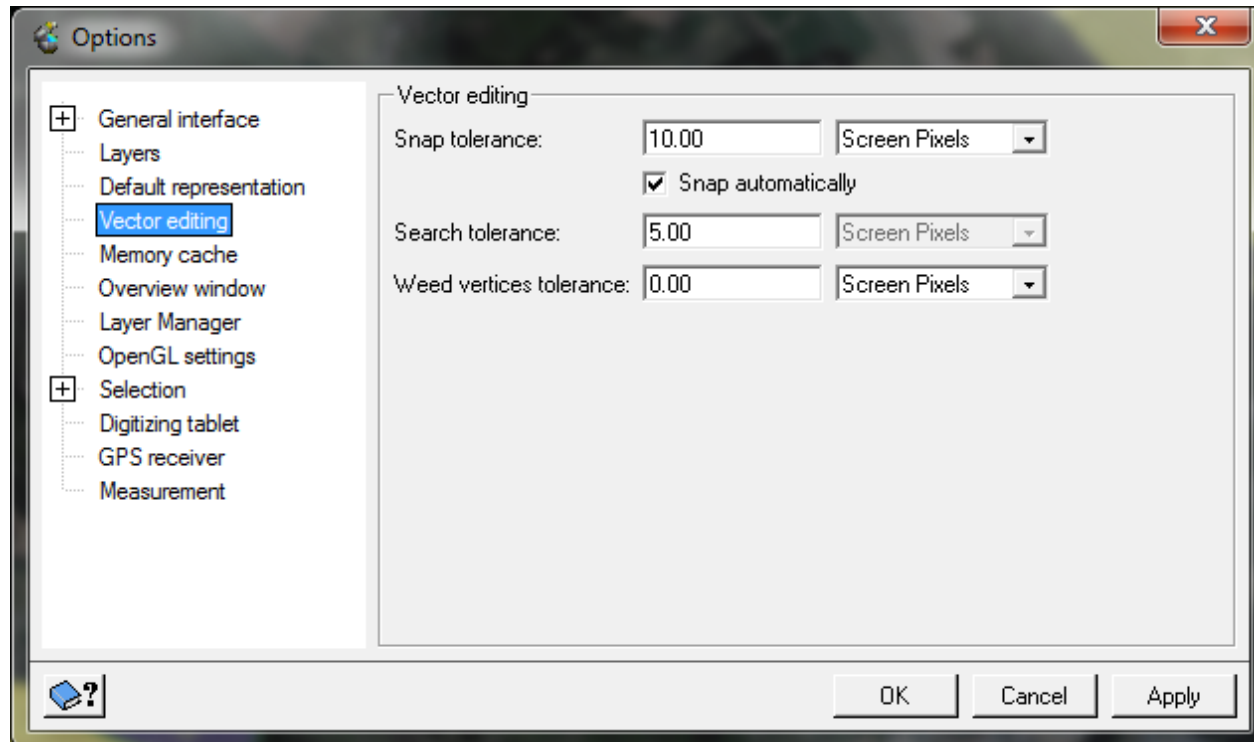 Options
General interface
Layers
Default representation
Vector editing
Memory cache
Overview window
Layer Manager
OpenGL settings
Selection
Digitizing tablet
GPS receiver
Measurement
Vector editing
Snap tolerance: 10.00 Screen Pixels
Snap automatically
Search tolerance: 5.00 Screen Pixels
Weed vertices tolerance: 0.00 Screen Pixels
? OK Cancel Apply